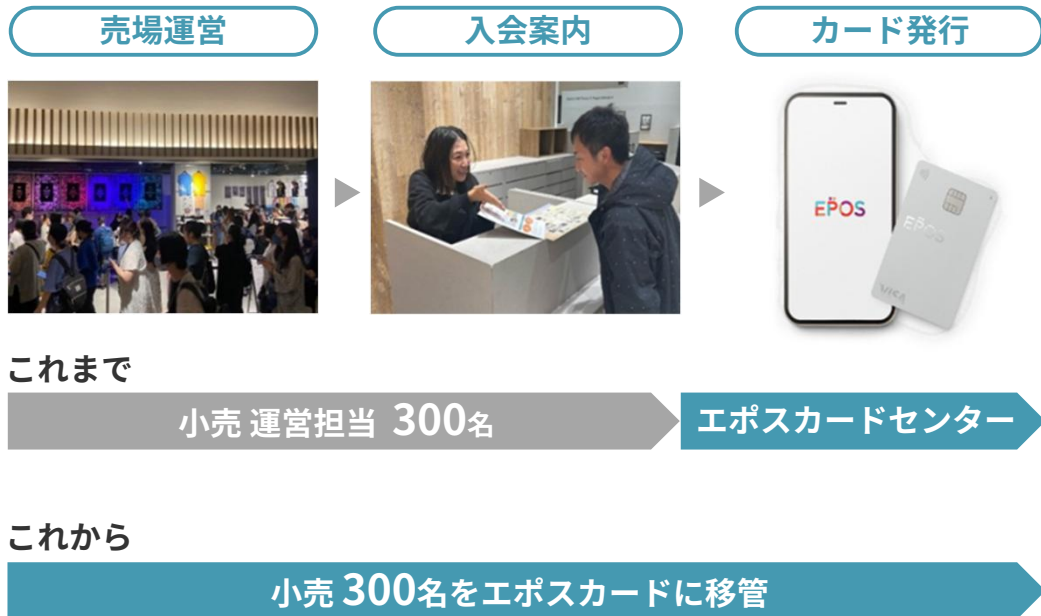 売場運営
入会案内
カード発行
EPOS
EPOS
VISA
これまで
小売 運営担当 300名
エポスカードセンター
これから
小売 300名をエポスカードに移管